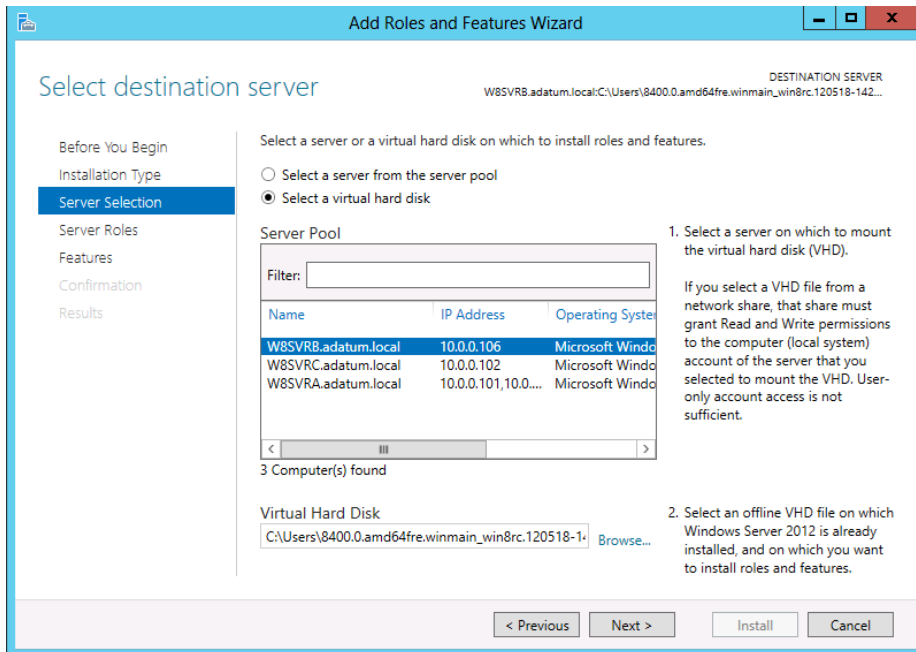 Add Roles and Features Wizard
Select destination server
DESTINATION SERVER
W8SVRB.adatum.local:C:\Users\8400.0.amd64fre.winmain_win8rc.120518-142...
Before You Begin
Installation Type
Server Selection
Server Roles
Features
Confirmation
Results
Select a server or a virtual hard disk on which to install roles and features.
Select a server from the server pool
Select a virtual hard disk
Server Pool
Filter:
Name IP Address Operating Syster
W8SVRB.adatum.local 10.0.0.106 Microsoft Windo
W8SVRC.adatum.local 10.0.0.102 Microsoft Windo
W8SVRA.adatum.local 10.0.0.101,10.0.... Microsoft Windo
3 Computer(s) found
Virtual Hard Disk
C:\Users\8400.0.amd64fre.winmain_win8rc.120518-14
Browse...
1. Select a server on which to mount
the virtual hard disk (VHD).
If you select a VHD file from a
network share, that share must
grant Read and Write permissions
to the computer (local system)
account of the server that you
selected to mount the VHD. User-
only account access is not
sufficient.
2. Select an offline VHD file on which
Windows Server 2012 is already
installed, and on which you want
to install roles and features.
< Previous Next > Install Cancel